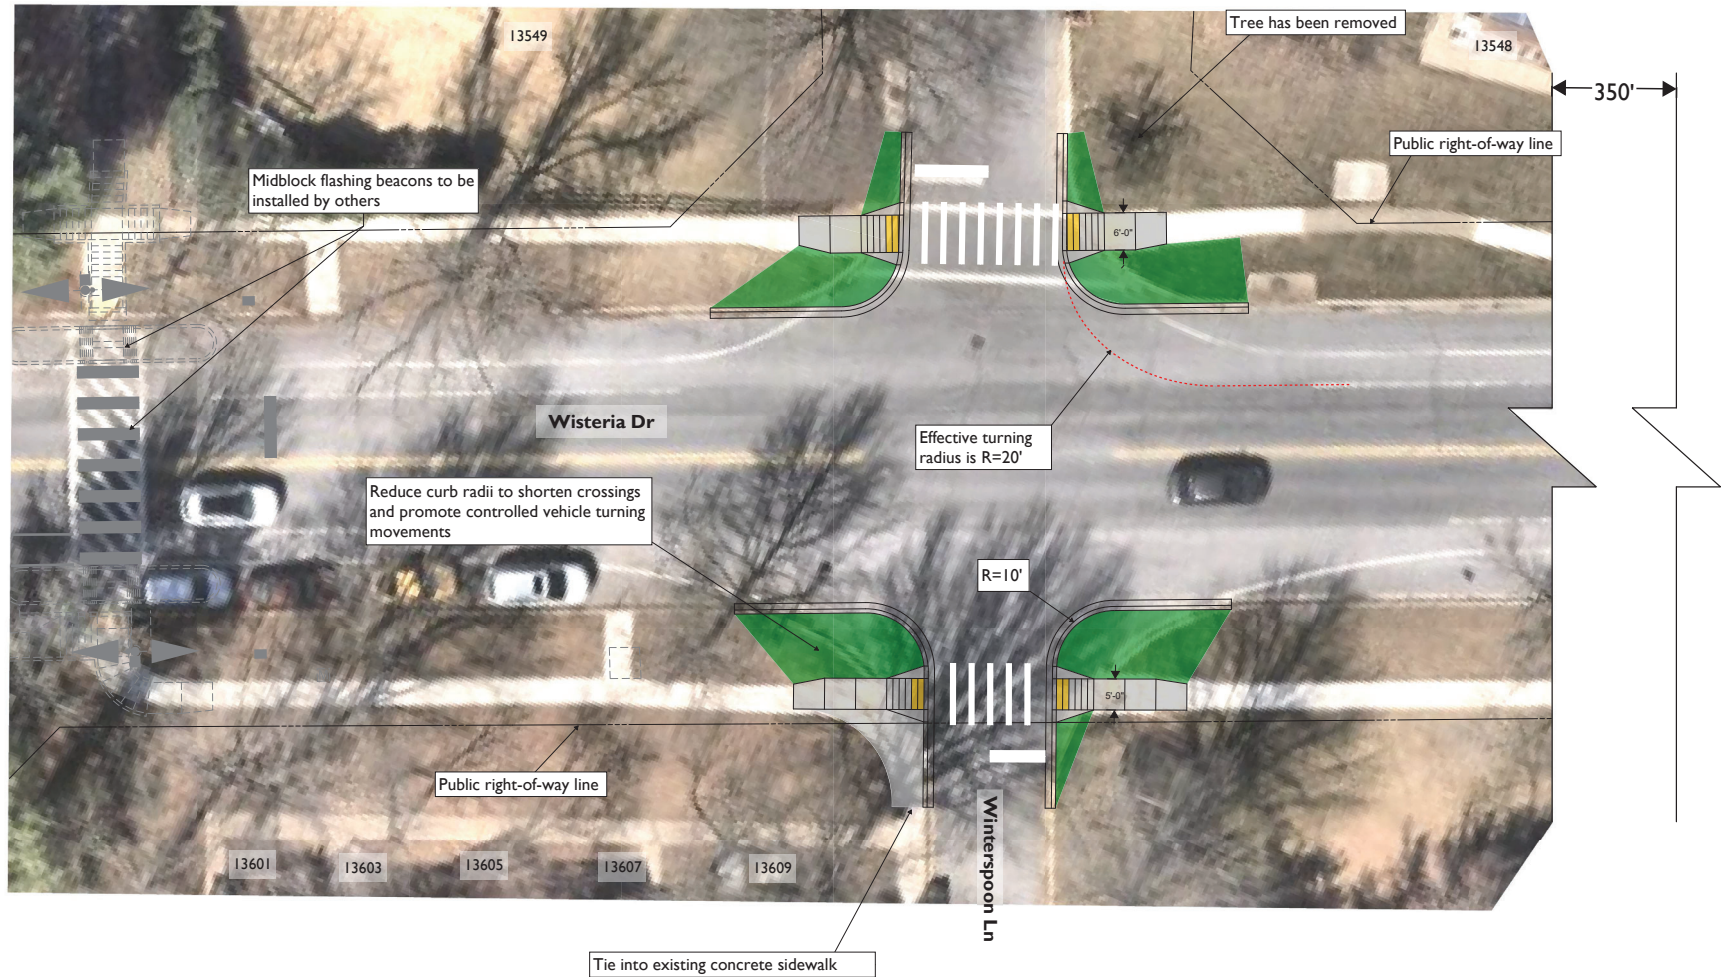 Tree has been removed
13549
13548
350'
Public right-of-way line
Midblock flashing beacons to be
installed by others
6'-0"
Wisteria Dr
Effective turning
radius is R=20'
Reduce curb radii to shorten crossings
and promote controlled vehicle turning
movements
R=10'
5'-0"
Public right-of-way line
Winterspoon Ln
13601
13603
13605
13607
13609
Tie into existing concrete sidewalk